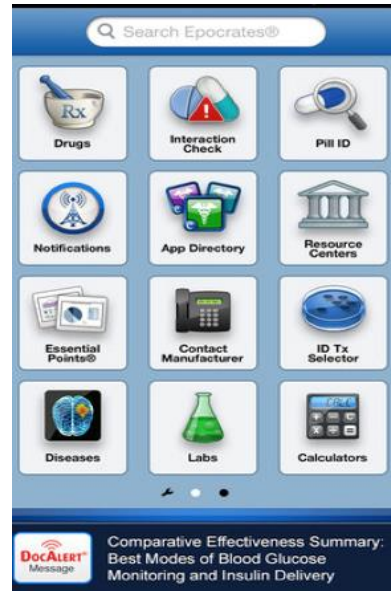 Search Epocrates®
Rx
Drugs
Interaction
Check
Pill ID
Notifications
App Directory
Resource
Centers
Essential
Points®
Contact
Manufacturer
ID Tx
Selector
Diseases
Labs
CALC
Calculators
DOCALERT®
Message
Comparative Effectiveness Summary:
Best Modes of Blood Glucose
Monitoring and Insulin Delivery